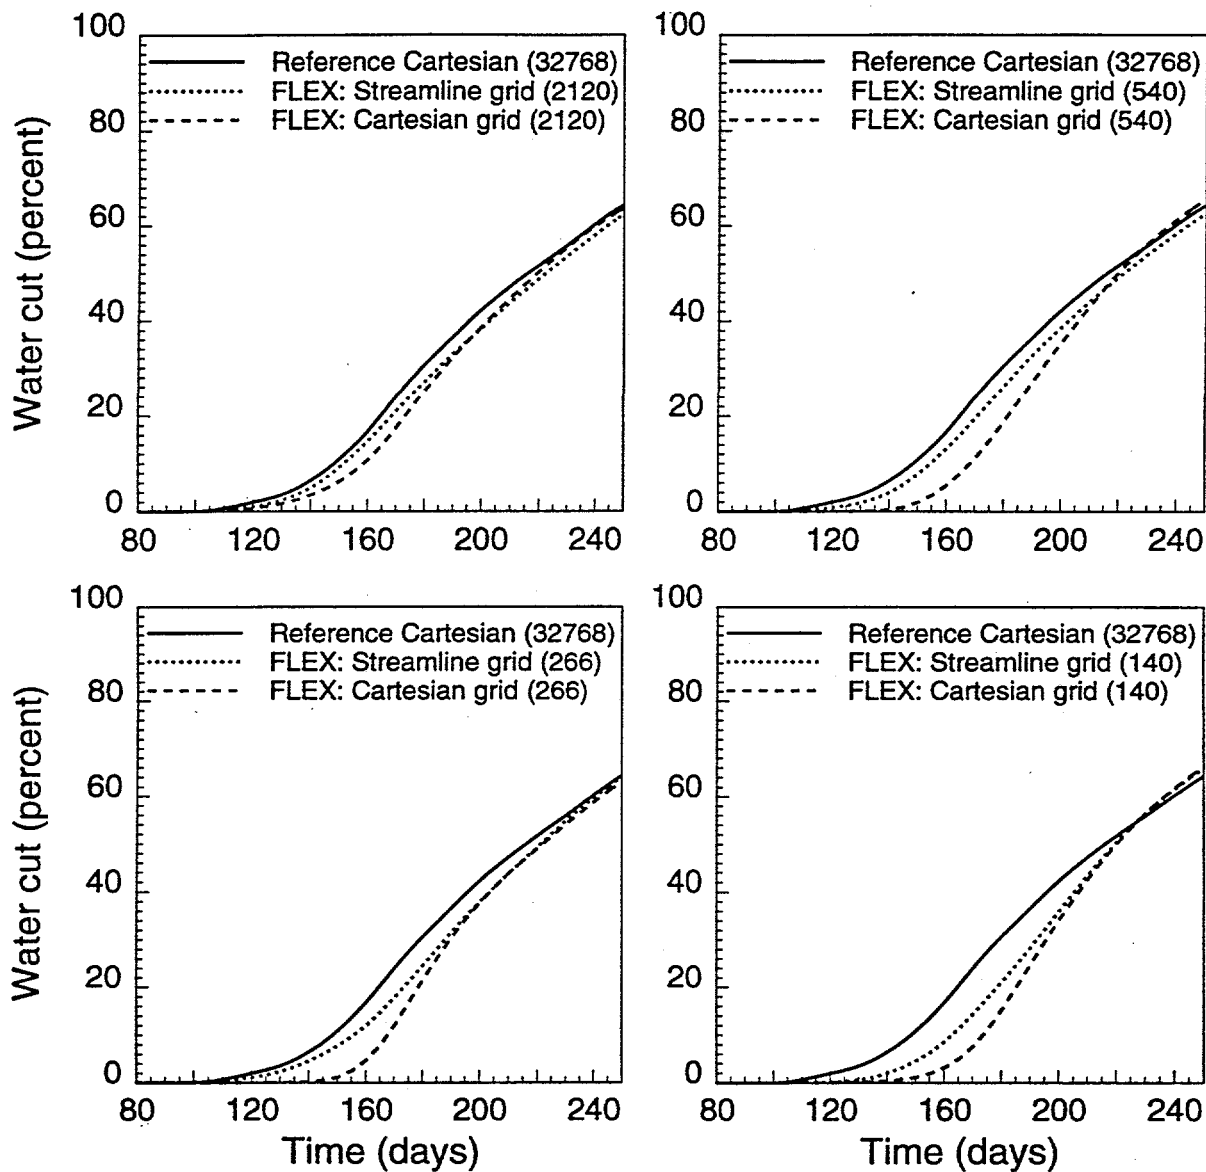 100
Reference Cartesian (32768)
FLEX: Streamline grid (2120)
FLEX: Cartesian grid (2120)
80
60
40
20
0
80 120 160 200 240
Water cut (percent)
100
Reference Cartesian (32768)
FLEX: Streamline grid (540)
FLEX: Cartesian grid (540)
80
60
40
20
0
80 120 160 200 240
100
Reference Cartesian (32768)
FLEX: Streamline grid (266)
FLEX: Cartesian grid (266)
80
60
40
20
0
80 120 160 200 240
Water cut (percent)
Time (days)
100
Reference Cartesian (32768)
FLEX: Streamline grid (140)
FLEX: Cartesian grid (140)
80
60
40
20
0
80 120 160 200 240
Time (days)